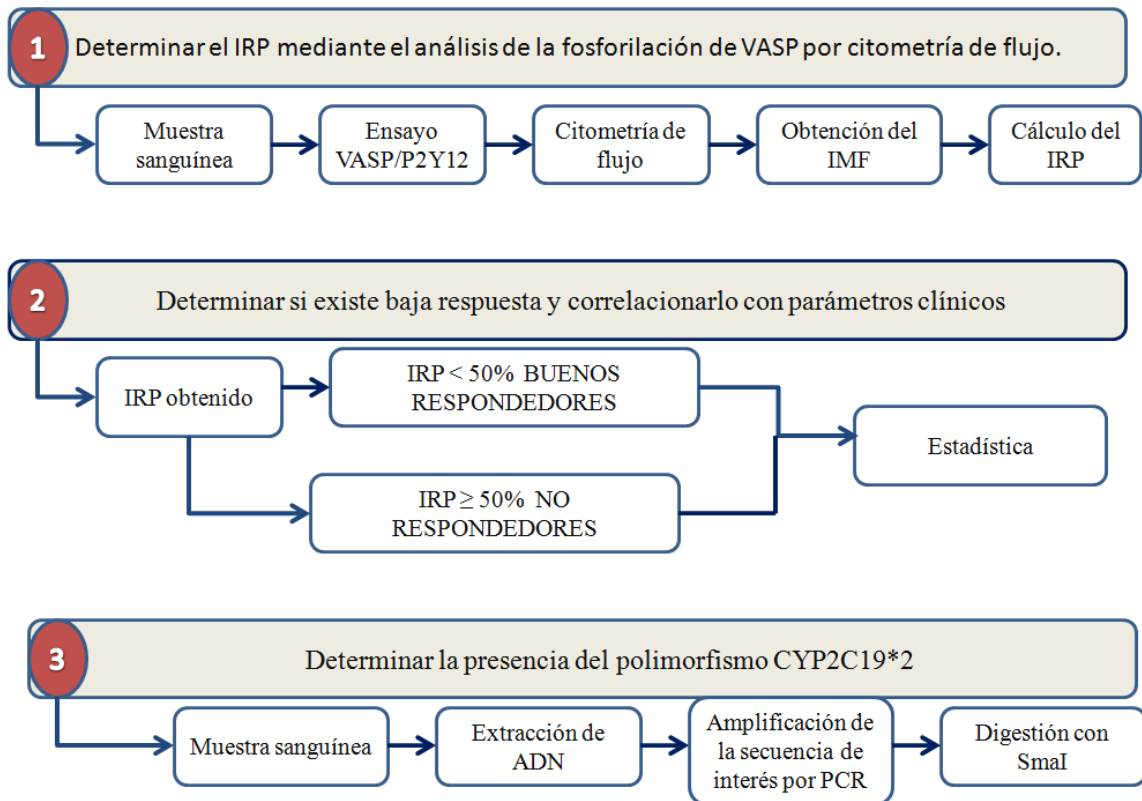 1
Determinar el IRP mediante el análisis de la fosforilación de VASP por citometría de flujo.
Muestra
sanguínea
Ensayo
VASP/P2Y12
Citometría de
flujo
Obtención del
IMF
Cálculo del
IRP
2
Determinar si existe baja respuesta y correlacionarlo con parámetros clínicos
IRP obtenido
IRP < 50% BUENOS
RESPONDEDORES
IRP ≥ 50% NO
RESPONDEDORES
Estadística
3
Determinar la presencia del polimorfismo CYP2C19*2
Muestra sanguínea
Extracción de
ADN
Amplificación de
la secuencia de
interés por PCR
Digestión con
SmaI